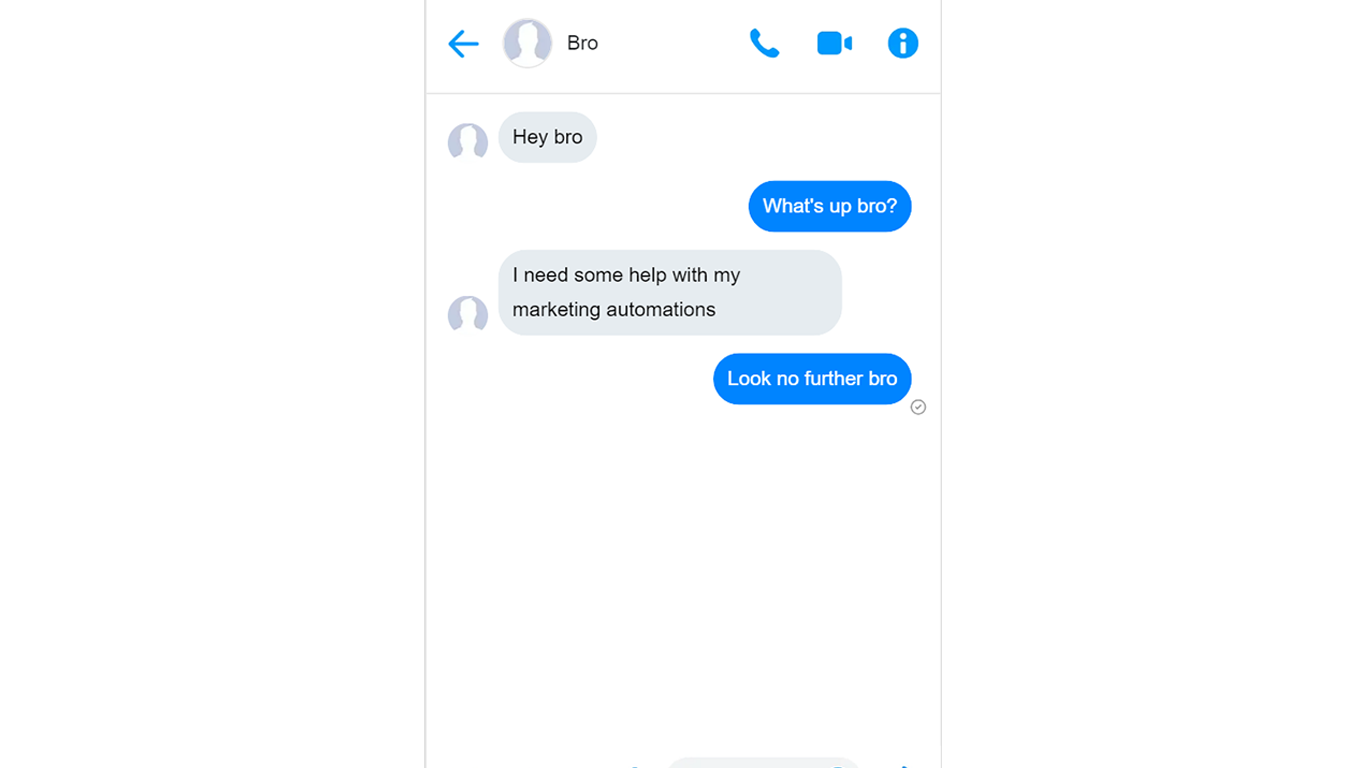 Bro
Hey bro
What's up bro?
I need some help with my
marketing automations
Look no further bro